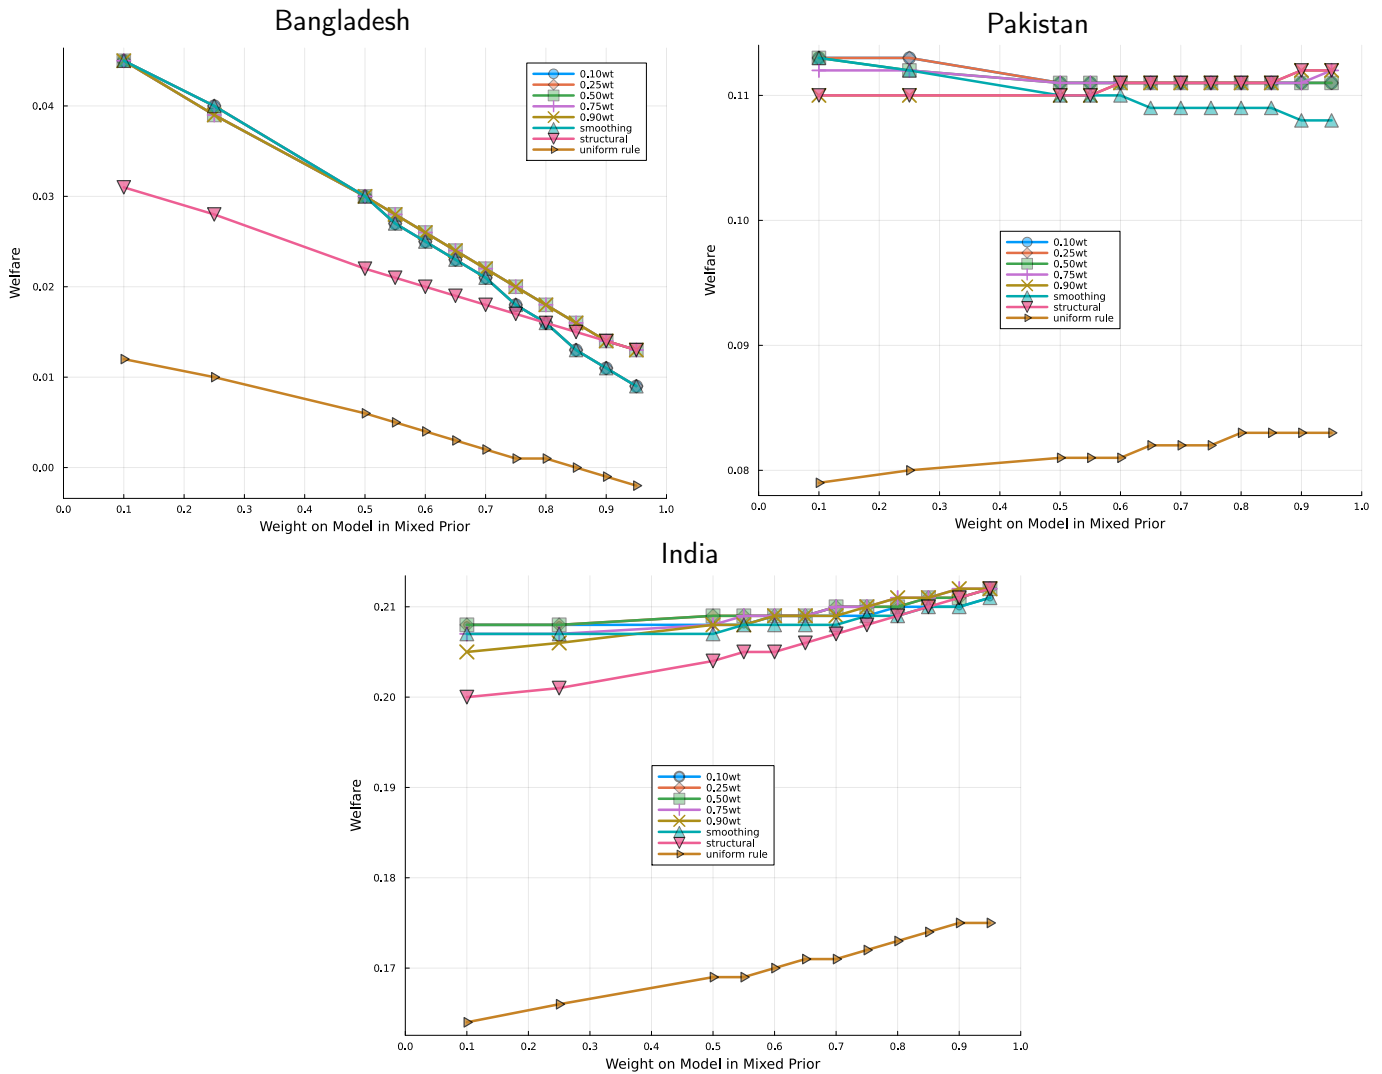 Bangladesh
Welfare
0.04
0.03
0.02
0.01
0.00
0.0 0.1 0.2 0.3 0.4 0.5 0.6 0.7 0.8 0.9 1.0
Weight on Model in Mixed Prior
0.10wt
0.25wt
0.50wt
0.75wt
0.90wt
smoothing
structural
uniform rule
Pakistan
Welfare
0.11
0.10
0.09
0.08
0.0 0.1 0.2 0.3 0.4 0.5 0.6 0.7 0.8 0.9 1.0
Weight on Model in Mixed Prior
0.10wt
0.25wt
0.50wt
0.75wt
0.90wt
smoothing
structural
uniform rule
India
Welfare
0.21
0.20
0.19
0.18
0.17
0.0 0.1 0.2 0.3 0.4 0.5 0.6 0.7 0.8 0.9 1.0
Weight on Model in Mixed Prior
0.10wt
0.25wt
0.50wt
0.75wt
0.90wt
smoothing
structural
uniform rule